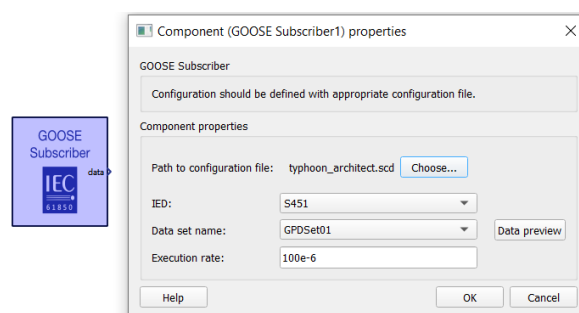 GOOSE
Subscriber
data
IEC
61850
Component (GOOSE Subscriber1) properties
GOOSE Subscriber
Configuration should be defined with appropriate configuration file.
Component properties
Path to configuration file: typhoon_architect.scd Choose...
IED: S451
Data set name: GPDSet01 Data preview
Execution rate: 100e-6
Help OK Cancel